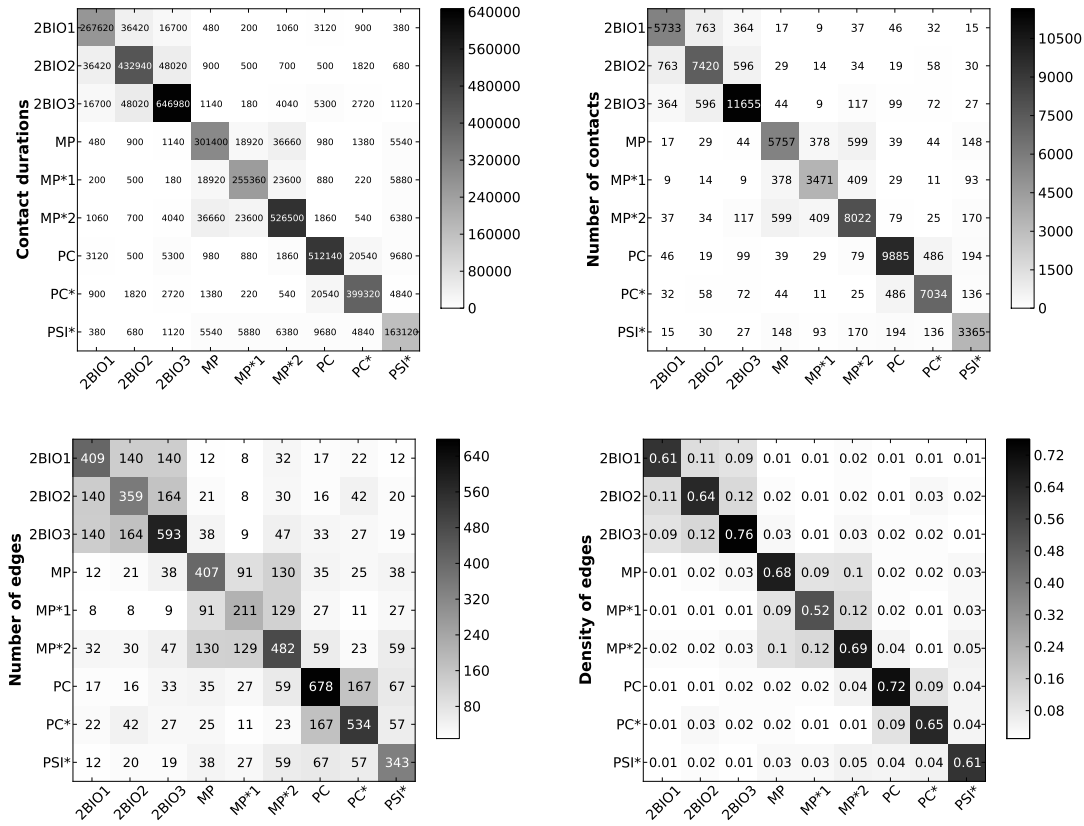 Contact durations
2BIO1 267620 36420 16700 480 200 1060 3120 900 380
2BIO2 36420 432940 48020 900 500 700 500 1820 680
2BIO3 16700 48020 646980 1140 180 4040 5300 2720 1120
MP 480 900 1140 301400 18920 36660 980 1380 5540
MP*1 200 500 180 18920 255360 23600 880 220 5880
MP*2 1060 700 4040 36660 23600 526500 1860 540 6380
PC 3120 500 5300 980 880 1860 512140 20540 9680
PC* 900 1820 2720 1380 220 540 20540 399320 4840
PSI* 380 680 1120 5540 5880 6380 9680 4840 163120
2BIO1 2BIO2 2BIO3 MP MP*1 MP*2 PC PC* PSI*
640000
560000
480000
400000
320000
240000
160000
80000
0
Number of contacts
2BIO1 5733 763 364 17 9 37 46 32 15
2BIO2 763 7420 596 29 14 34 19 58 30
2BIO3 364 596 11655 44 9 117 99 72 27
MP 17 29 44 5757 378 599 39 44 148
MP*1 9 14 9 378 3471 409 29 11 93
MP*2 37 34 117 599 409 8022 79 25 170
PC 46 19 99 39 29 79 9885 486 194
PC* 32 58 72 44 11 25 486 7034 136
PSI* 15 30 27 148 93 170 194 136 3365
2BIO1 2BIO2 2BIO3 MP MP*1 MP*2 PC PC* PSI*
10500
9000
7500
6000
4500
3000
1500
0
Number of edges
2BIO1 409 140 140 12 8 32 17 22 12
2BIO2 140 359 164 21 8 30 16 42 20
2BIO3 140 164 593 38 9 47 33 27 19
MP 12 21 38 407 91 130 35 25 38
MP*1 8 8 9 91 211 129 27 11 27
MP*2 32 30 47 130 129 482 59 23 59
PC 17 16 33 35 27 59 678 167 67
PC* 22 42 27 25 11 23 167 534 57
PSI* 12 20 19 38 27 59 67 57 343
2BIO1 2BIO2 2BIO3 MP MP*1 MP*2 PC PC* PSI*
640
560
480
400
320
240
160
80
Density of edges
2BIO1 0.61 0.11 0.09 0.01 0.01 0.02 0.01 0.01 0.01
2BIO2 0.11 0.64 0.12 0.02 0.01 0.02 0.01 0.03 0.02
2BIO3 0.09 0.12 0.76 0.03 0.01 0.03 0.02 0.02 0.01
MP 0.01 0.02 0.03 0.68 0.09 0.1 0.02 0.02 0.03
MP*1 0.01 0.01 0.01 0.09 0.52 0.12 0.02 0.01 0.03
MP*2 0.02 0.02 0.03 0.1 0.12 0.69 0.04 0.01 0.05
PC 0.01 0.01 0.02 0.02 0.02 0.04 0.72 0.09 0.04
PC* 0.01 0.03 0.02 0.02 0.01 0.01 0.09 0.65 0.04
PSI* 0.01 0.02 0.01 0.03 0.03 0.05 0.04 0.04 0.61
2BIO1 2BIO2 2BIO3 MP MP*1 MP*2 PC PC* PSI*
0.72
0.64
0.56
0.48
0.40
0.32
0.24
0.16
0.08